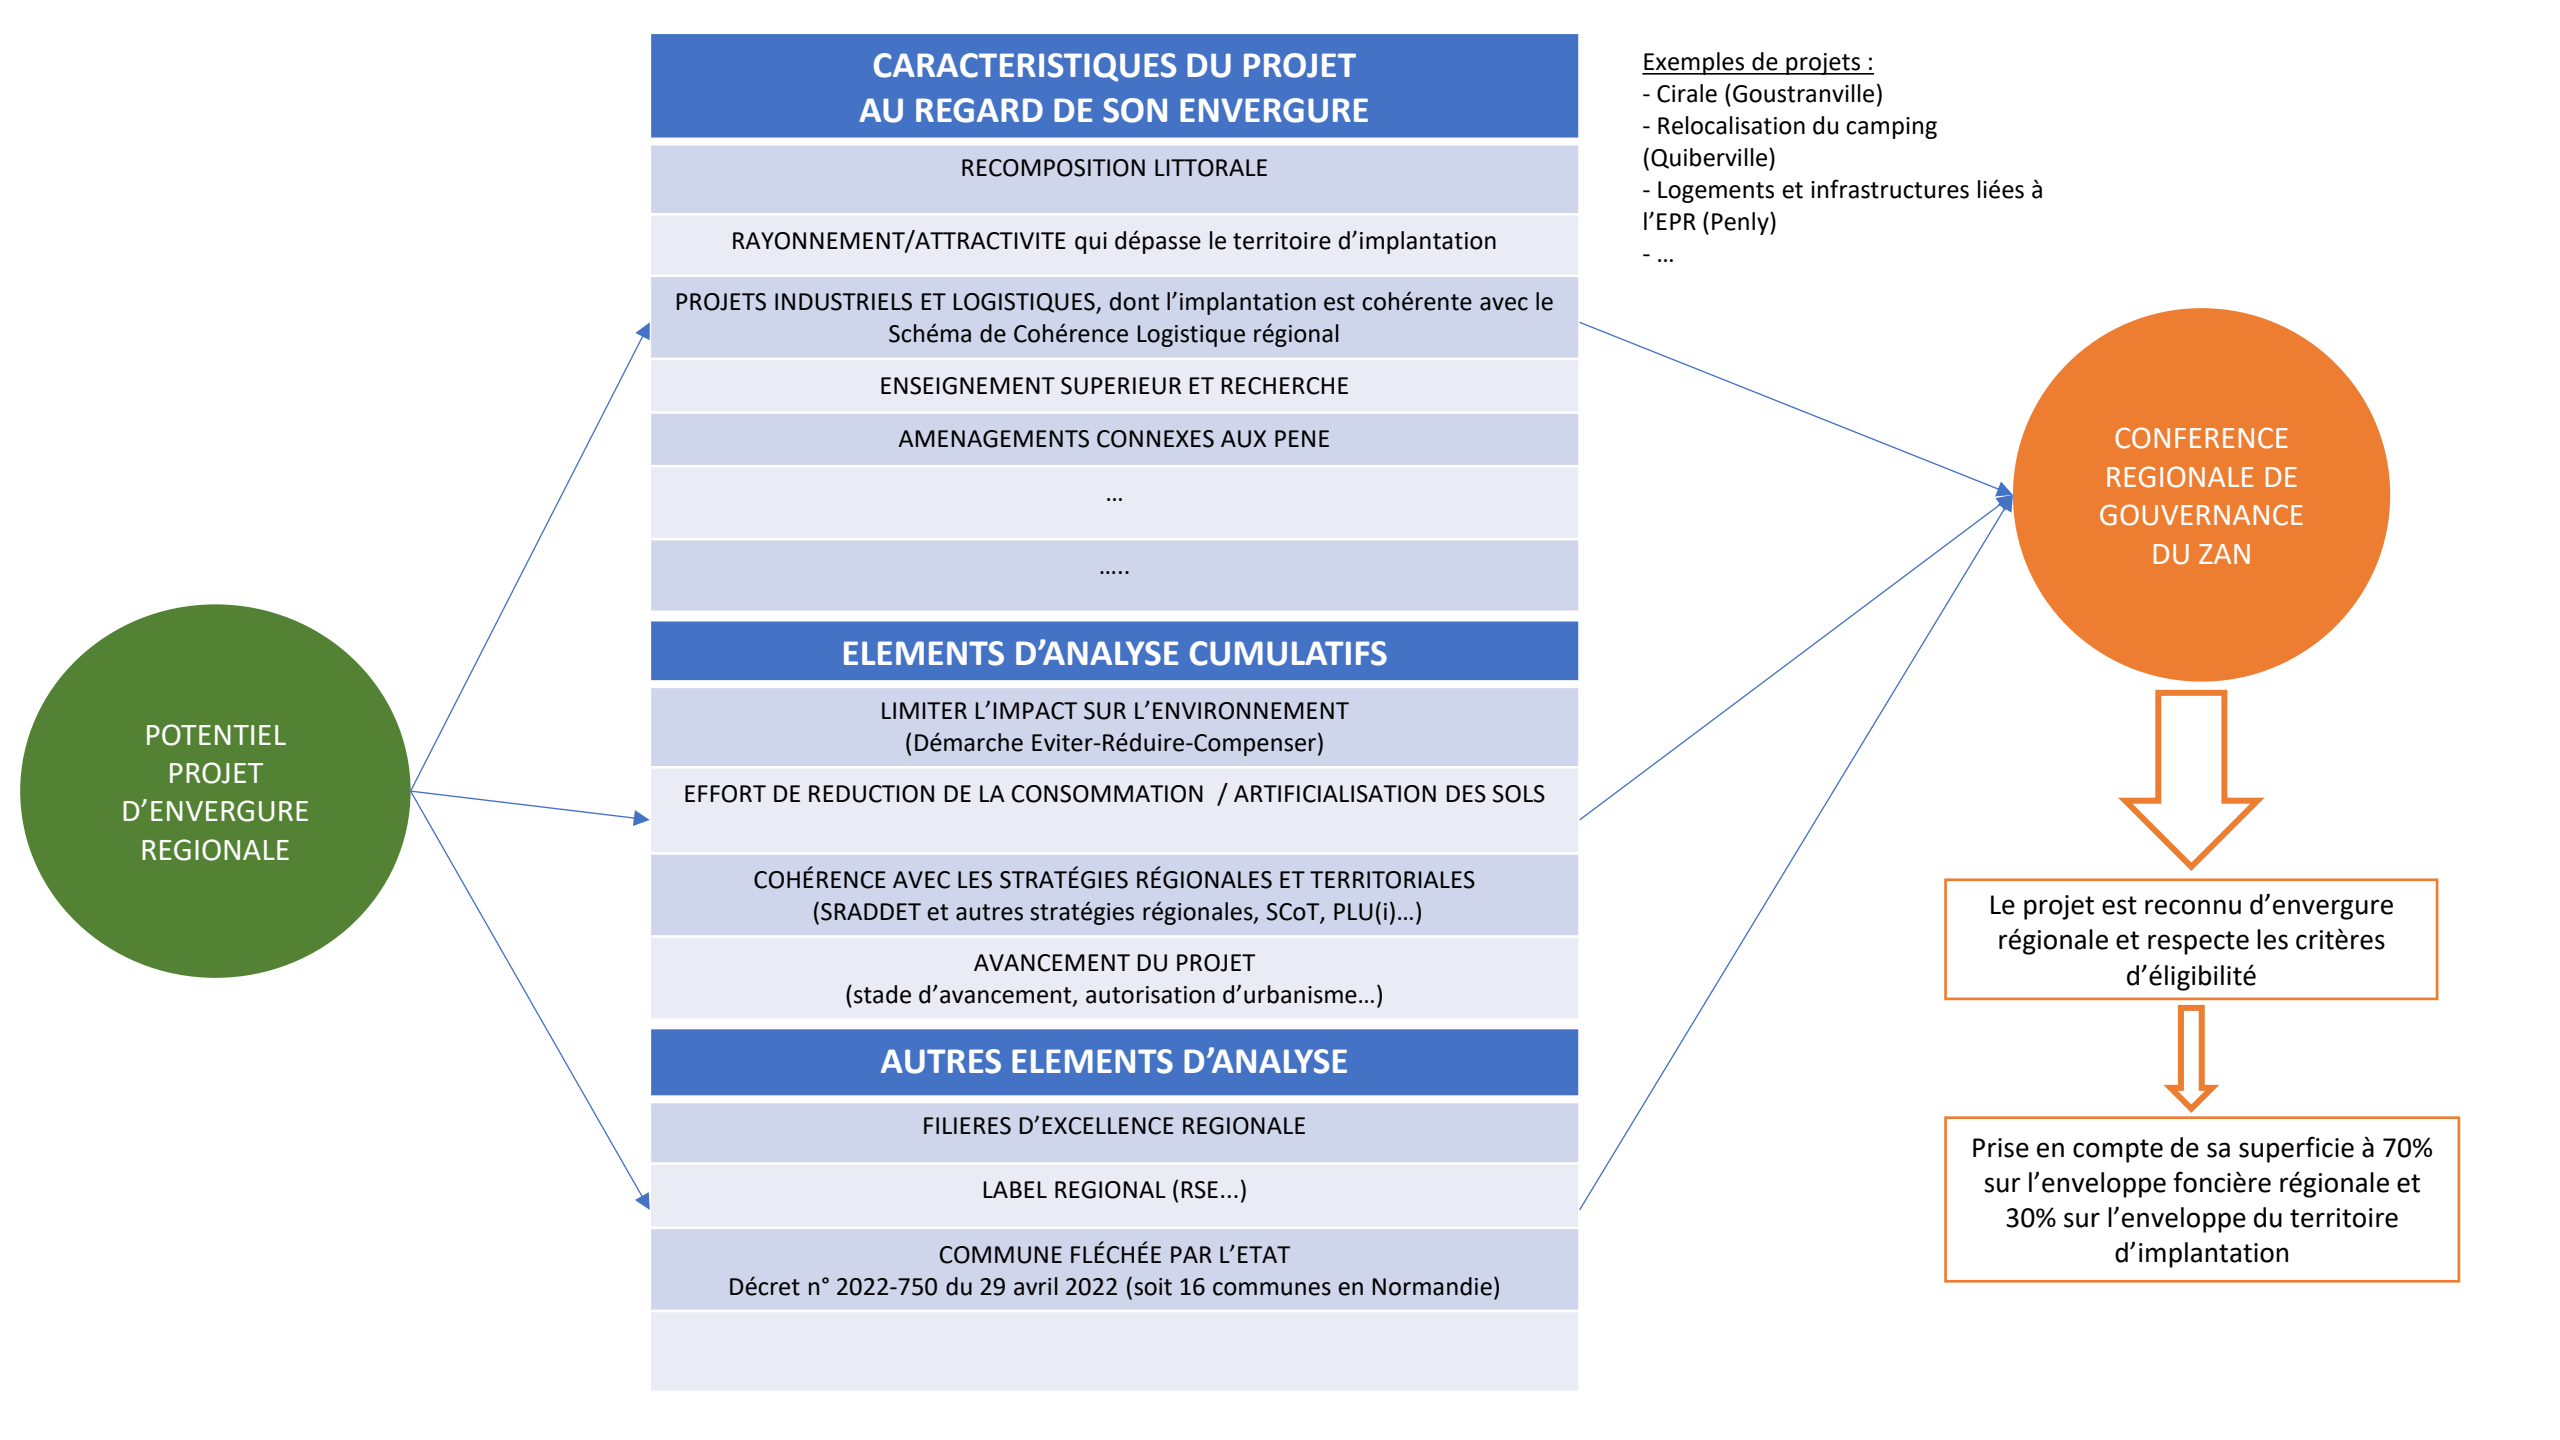 CARACTERISTIQUES DU PROJET
AU REGARD DE SON ENVERGURE
RECOMPOSITION LITTORALE
RAYONNEMENT/ATTRACTIVITE qui dépasse le territoire d’implantation
PROJETS INDUSTRIELS ET LOGISTIQUES, dont l’implantation est cohérente avec le
Schéma de Cohérence Logistique régional
ENSEIGNEMENT SUPERIEUR ET RECHERCHE
AMENAGEMENTS CONNEXES AUX PENE
…
…..
ELEMENTS D’ANALYSE CUMULATIFS
LIMITER L’IMPACT SUR L’ENVIRONNEMENT
(Démarche Eviter-Réduire-Compenser)
EFFORT DE REDUCTION DE LA CONSOMMATION / ARTIFICIALISATION DES SOLS
COHÉRENCE AVEC LES STRATÉGIES RÉGIONALES ET TERRITORIALES
(SRADDET et autres stratégies régionales, SCoT, PLU(i)…)
AVANCEMENT DU PROJET
(stade d’avancement, autorisation d’urbanisme…)
AUTRES ELEMENTS D’ANALYSE
FILIERES D’EXCELLENCE REGIONALE
LABEL REGIONAL (RSE...)
COMMUNE FLÉCHÉE PAR L’ETAT
Décret n° 2022-750 du 29 avril 2022 (soit 16 communes en Normandie)
POTENTIEL
PROJET
D’ENVERGURE
REGIONALE
Exemples de projets :
- Cirale (Goustranville)
- Relocalisation du camping
(Quiberville)
- Logements et infrastructures liées à
l’EPR (Penly)
- …
CONFERENCE
REGIONALE DE
GOUVERNANCE
DU ZAN
Le projet est reconnu d’envergure
régionale et respecte les critères
d’éligibilité
Prise en compte de sa superficie à 70%
sur l’enveloppe foncière régionale et
30% sur l’enveloppe du territoire
d’implantation